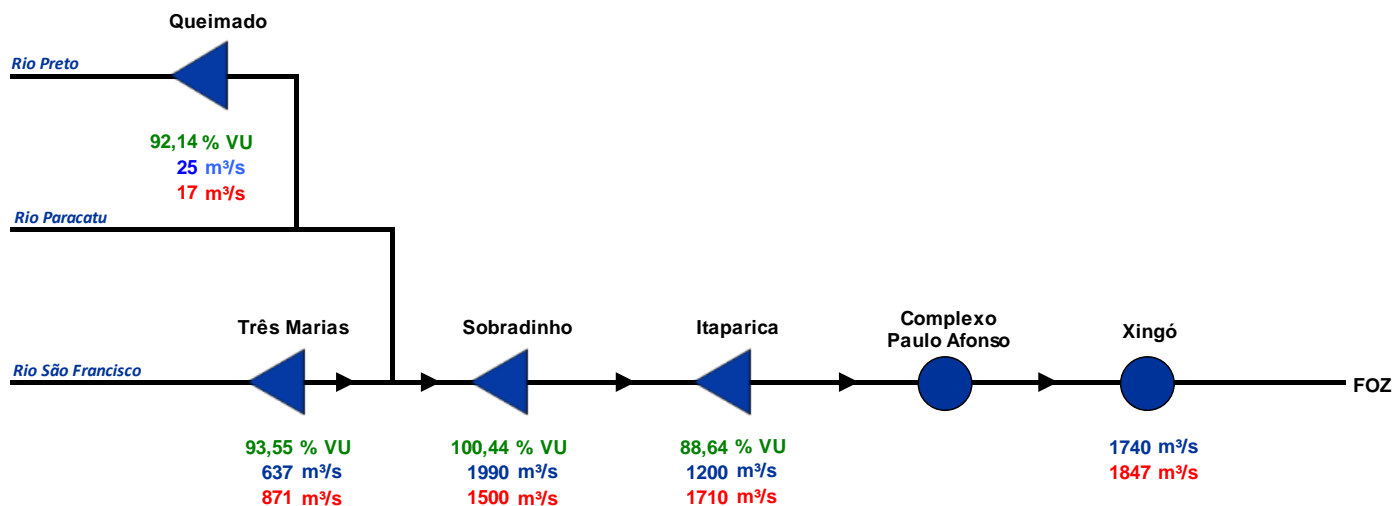 Queimado
Rio Preto
92,14 % VU
25 m³/s
17 m³/s
Rio Paracatu
Três Marias
Sobradinho
Itaparica
Complexo
Paulo Afonso
Xingó
Rio São Francisco
FOZ
93,55 % VU
637 m³/s
871 m³/s
100,44 % VU
1990 m³/s
1500 m³/s
88,64 % VU
1200 m³/s
1710 m³/s
1740 m³/s
1847 m³/s